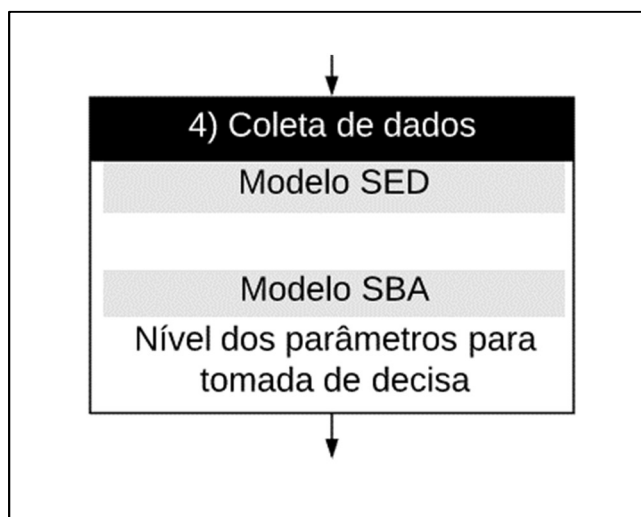 4) Coleta de dados
Modelo SED
Modelo SBA
Nível dos parâmetros para
tomada de decisa